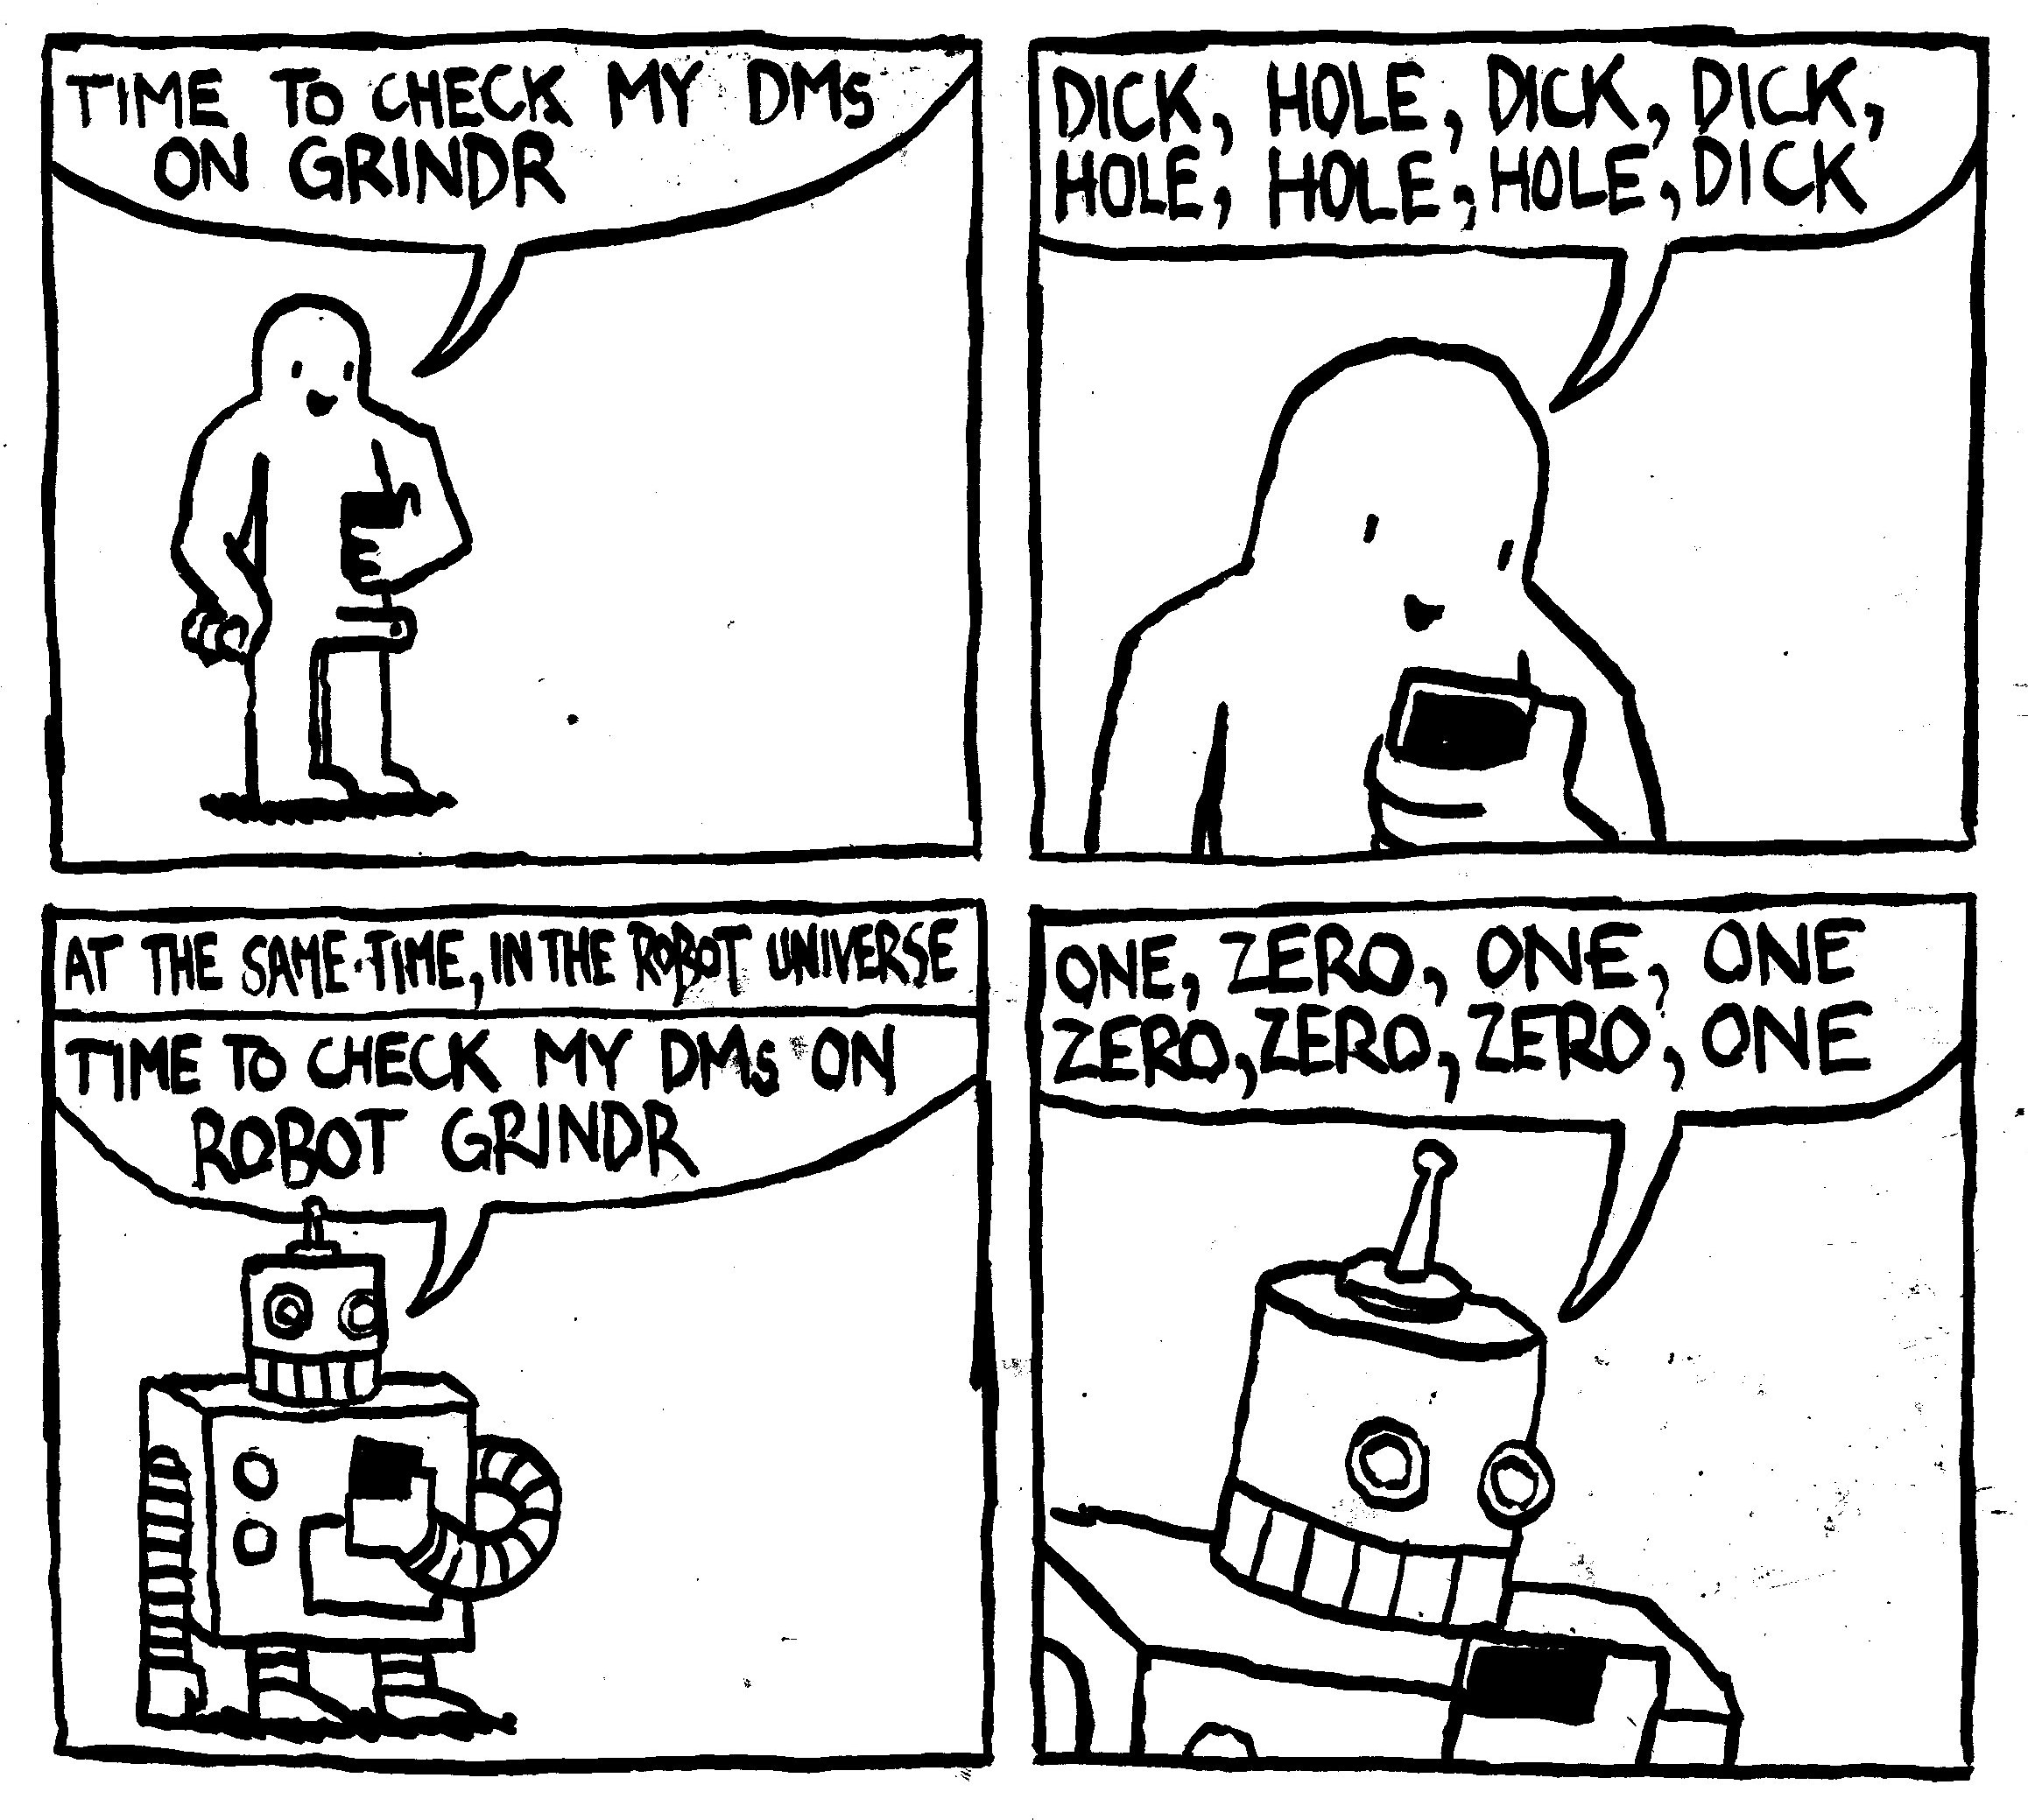 TIME TO CHECK MY DMs
ON GRINDR
DICK, HOLE, DICK, DICK,
HOLE, HOLE, HOLE, DICK
AT THE SAME TIME, IN THE ROBOT UNIVERSE
TIME TO CHECK MY DMs ON
ROBOT GRINDR
ONE, ZERO, ONE, ONE
ZERO, ZERO, ZERO, ONE